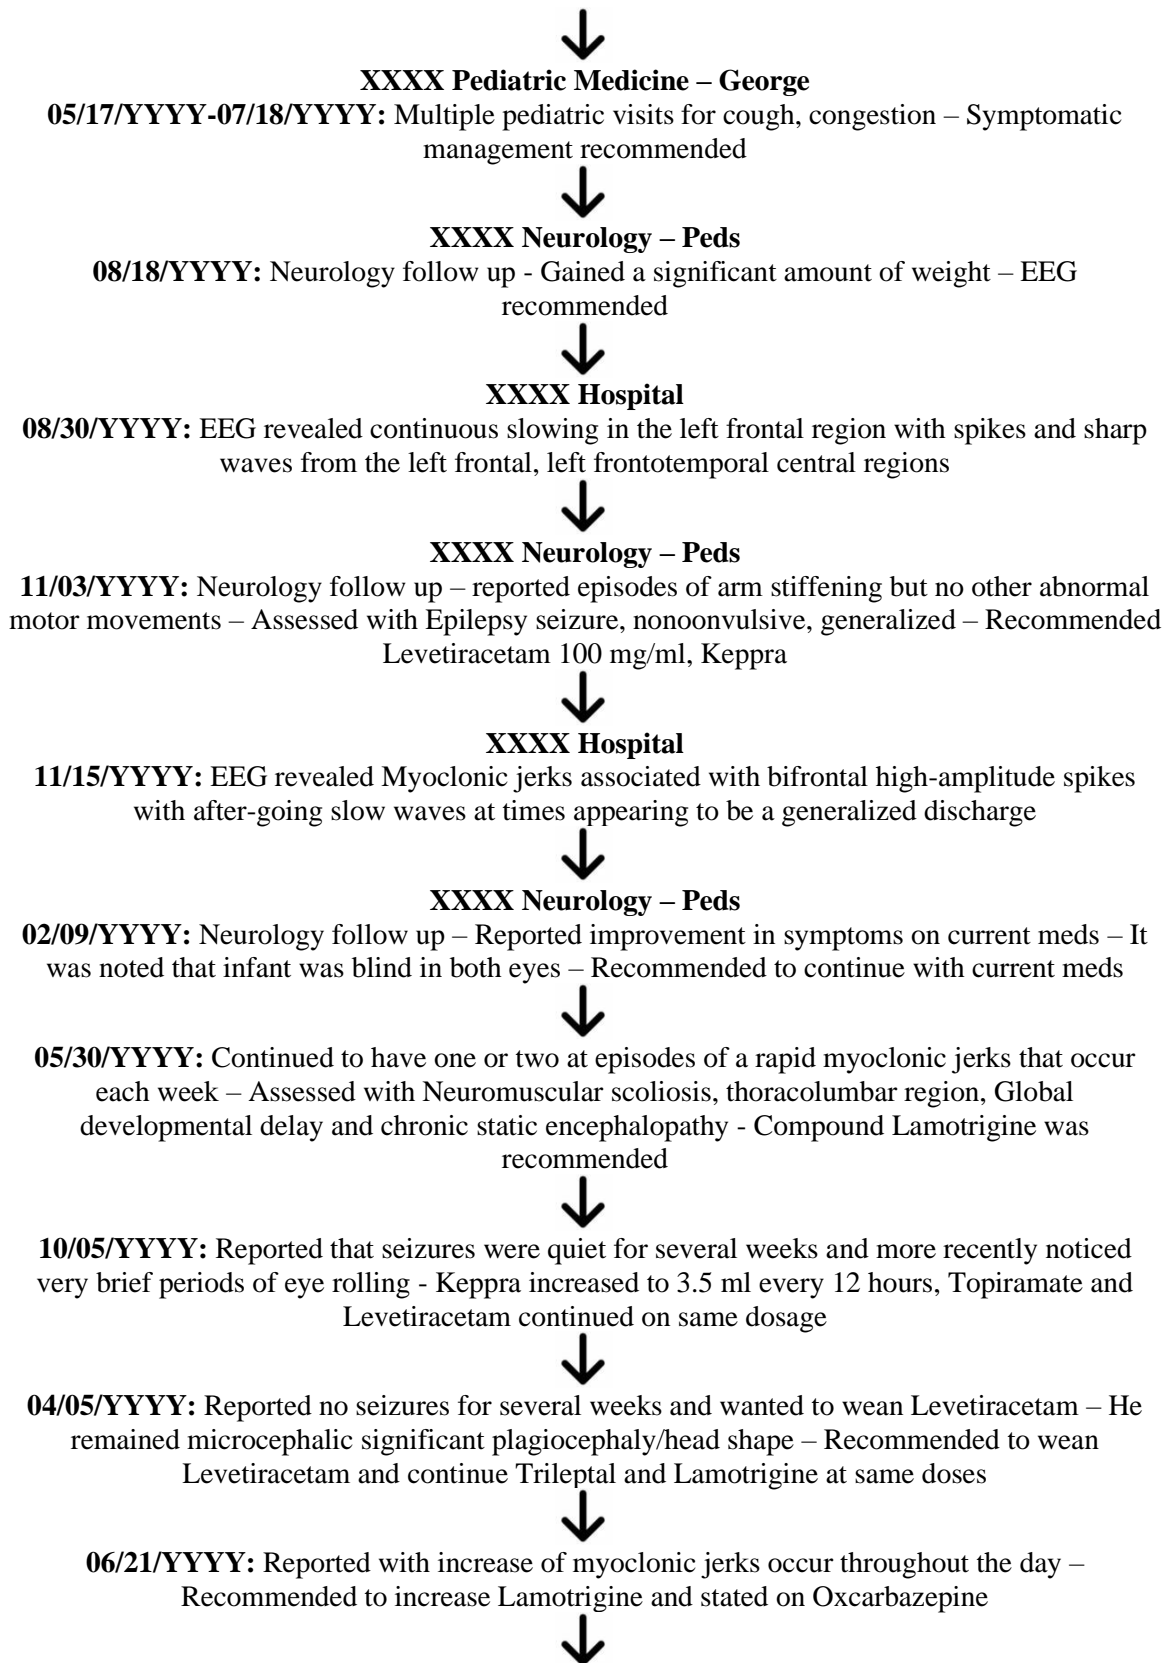 XXXX Pediatric Medicine – George
05/17/YYYY-07/18/YYYY: Multiple pediatric visits for cough, congestion – Symptomatic
management recommended
XXXX Neurology – Peds
08/18/YYYY: Neurology follow up - Gained a significant amount of weight – EEG
recommended
XXXX Hospital
08/30/YYYY: EEG revealed continuous slowing in the left frontal region with spikes and sharp
waves from the left frontal, left frontotemporal central regions
XXXX Neurology – Peds
11/03/YYYY: Neurology follow up – reported episodes of arm stiffening but no other abnormal
motor movements – Assessed with Epilepsy seizure, nonoonvulsive, generalized – Recommended
Levetiracetam 100 mg/ml, Keppra
XXXX Hospital
11/15/YYYY: EEG revealed Myoclonic jerks associated with bifrontal high-amplitude spikes
with after-going slow waves at times appearing to be a generalized discharge
XXXX Neurology – Peds
02/09/YYYY: Neurology follow up – Reported improvement in symptoms on current meds – It
was noted that infant was blind in both eyes – Recommended to continue with current meds
05/30/YYYY: Continued to have one or two at episodes of a rapid myoclonic jerks that occur
each week – Assessed with Neuromuscular scoliosis, thoracolumbar region, Global
developmental delay and chronic static encephalopathy - Compound Lamotrigine was
recommended
10/05/YYYY: Reported that seizures were quiet for several weeks and more recently noticed
very brief periods of eye rolling - Keppra increased to 3.5 ml every 12 hours, Topiramate and
Levetiracetam continued on same dosage
04/05/YYYY: Reported no seizures for several weeks and wanted to wean Levetiracetam – He
remained microcephalic significant plagiocephaly/head shape – Recommended to wean
Levetiracetam and continue Trileptal and Lamotrigine at same doses
06/21/YYYY: Reported with increase of myoclonic jerks occur throughout the day –
Recommended to increase Lamotrigine and stated on Oxcarbazepine